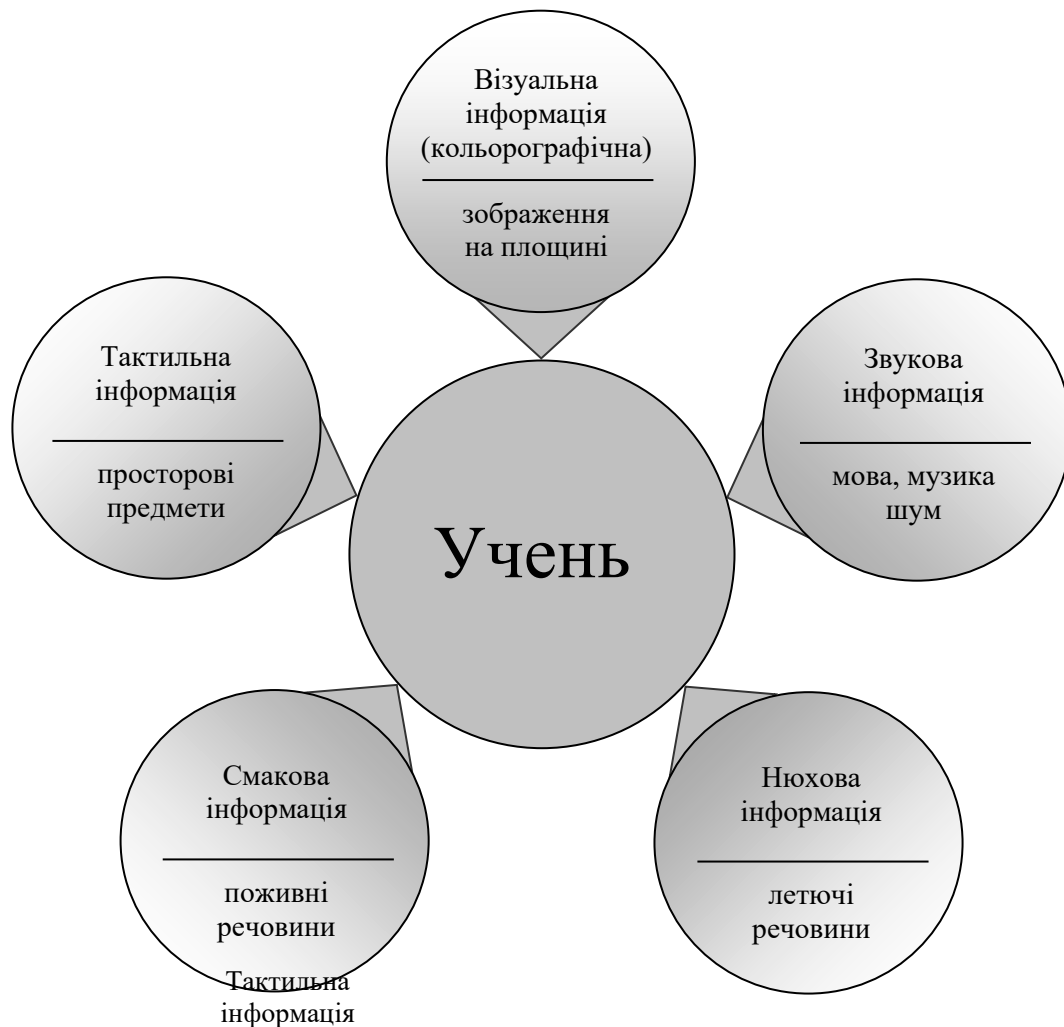 Візуальна
інформація
(кольорографічна)
зображення
на площині
Тактильна
інформація
просторові
предмети
Звукова
інформація
мова, музика
шум
Учень
Смакова
інформація
поживні
речовини
Тактильна
інформація
Нюхова
інформація
летючі
речовини